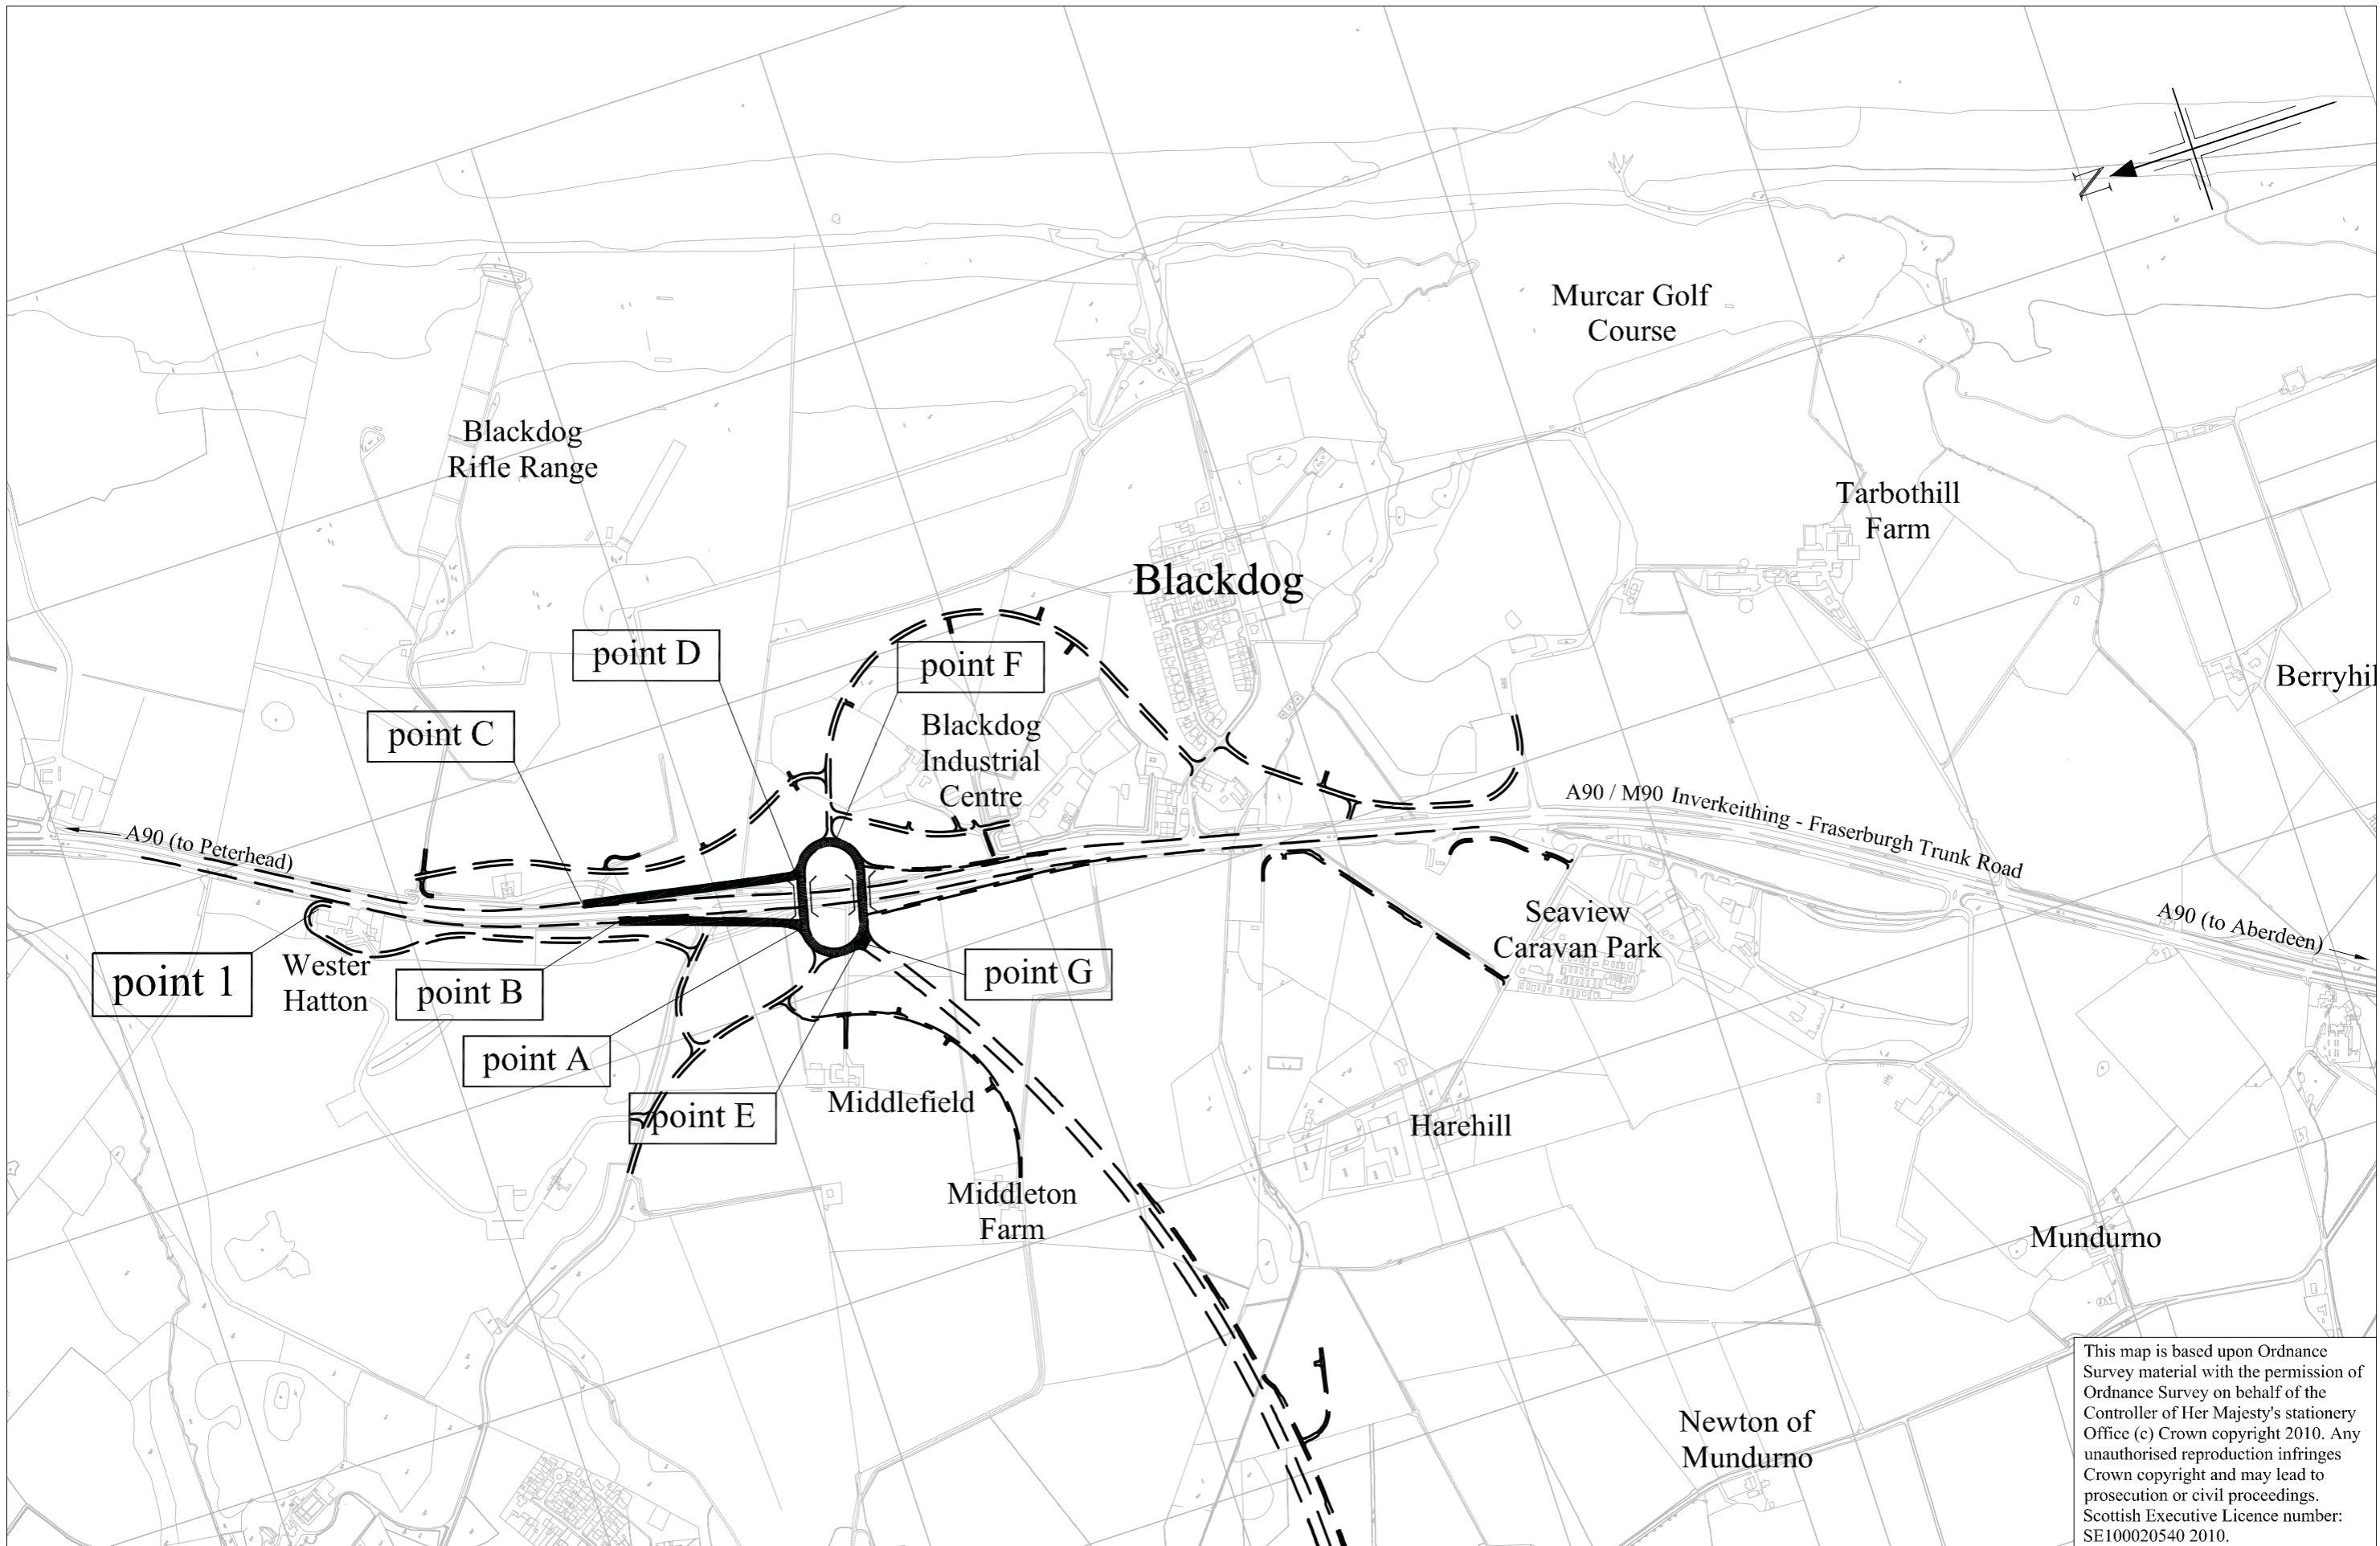 N
Murcar Golf
Course
Blackdog
Rifle Range
Tarbothill
Farm
Blackdog
point D
point F
Berryhil
point C
Blackdog
Industrial
Centre
A90 / M90 Inverkeithing - Fraserburgh Trunk Road
A90 (to Peterhead)
Seaview
Caravan Park
A90 (to Aberdeen)
point 1
Wester
Hatton
point B
point G
point A
Middlefield
point E
Harehill
Middleton
Farm
Mundurno
Newton of
Mundurno
This map is based upon Ordnance
Survey material with the permission of
Ordnance Survey on behalf of the
Controller of Her Majesty's stationery
Office (c) Crown copyright 2010. Any
unauthorised reproduction infringes
Crown copyright and may lead to
prosecution or civil proceedings.
Scottish Executive Licence number:
SE100020540 2010.